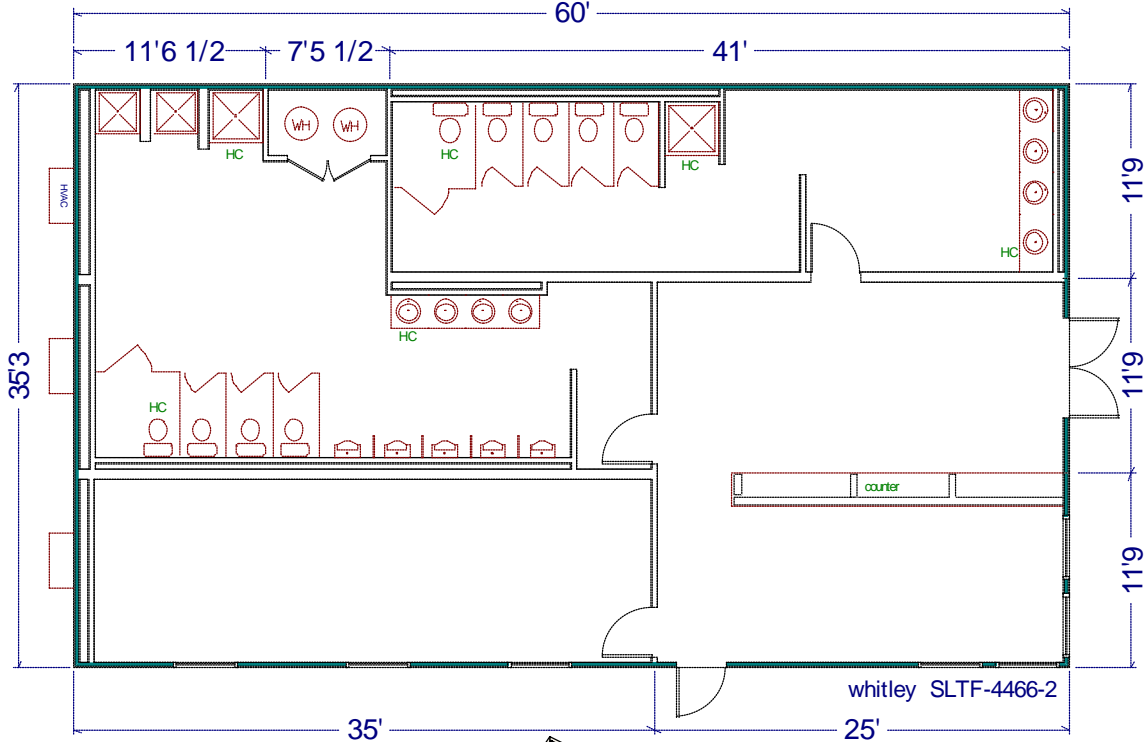 60'
11'6 1/2
7'5 1/2
41'
WH
WH
HC
HC
HC
HVAC
11'9
HC
HC
35'3
11'9
HC
counter
11'9
whitley SLTF-4466-2
35'
25'